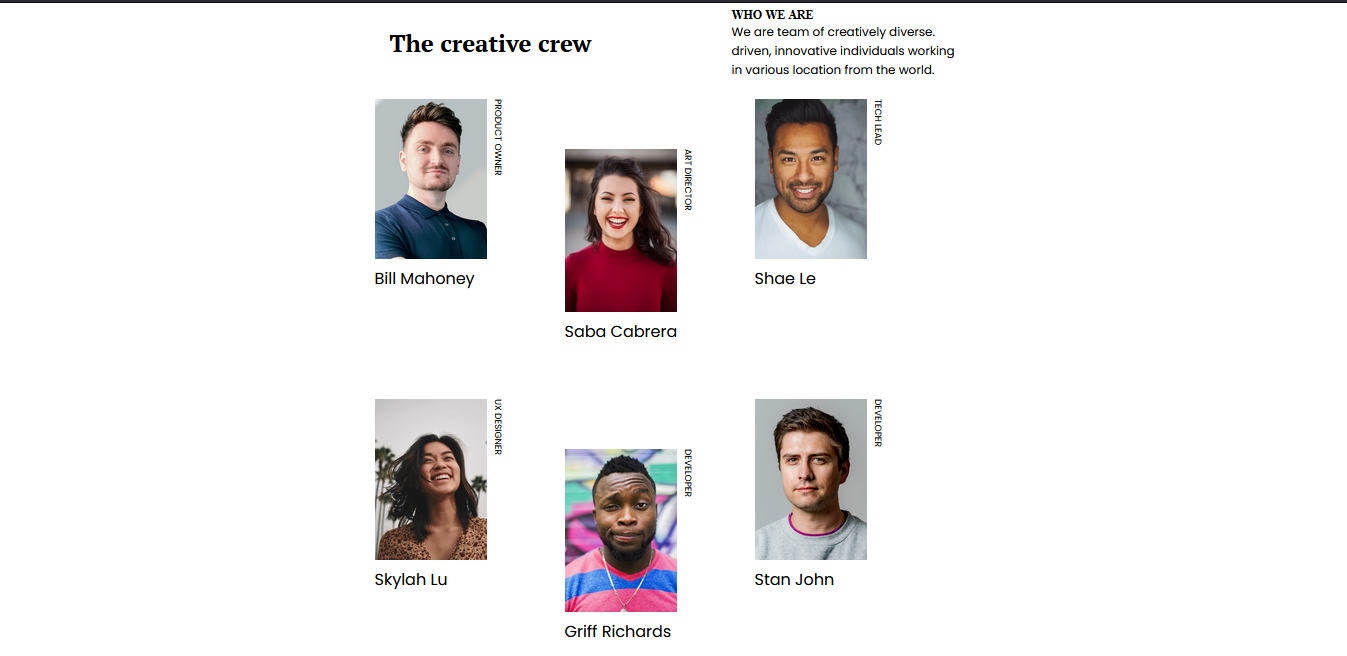 The creative crew
WHO WE ARE
We are team of creatively diverse.
driven, innovative individuals working
in various location from the world.
PRODUCT OWNER
Bill Mahoney
ART DIRECTOR
Saba Cabrera
TECH LEAD
Shae Le
UX DESIGNER
Skylah Lu
DEVELOPER
Griff Richards
DEVELOPER
Stan John